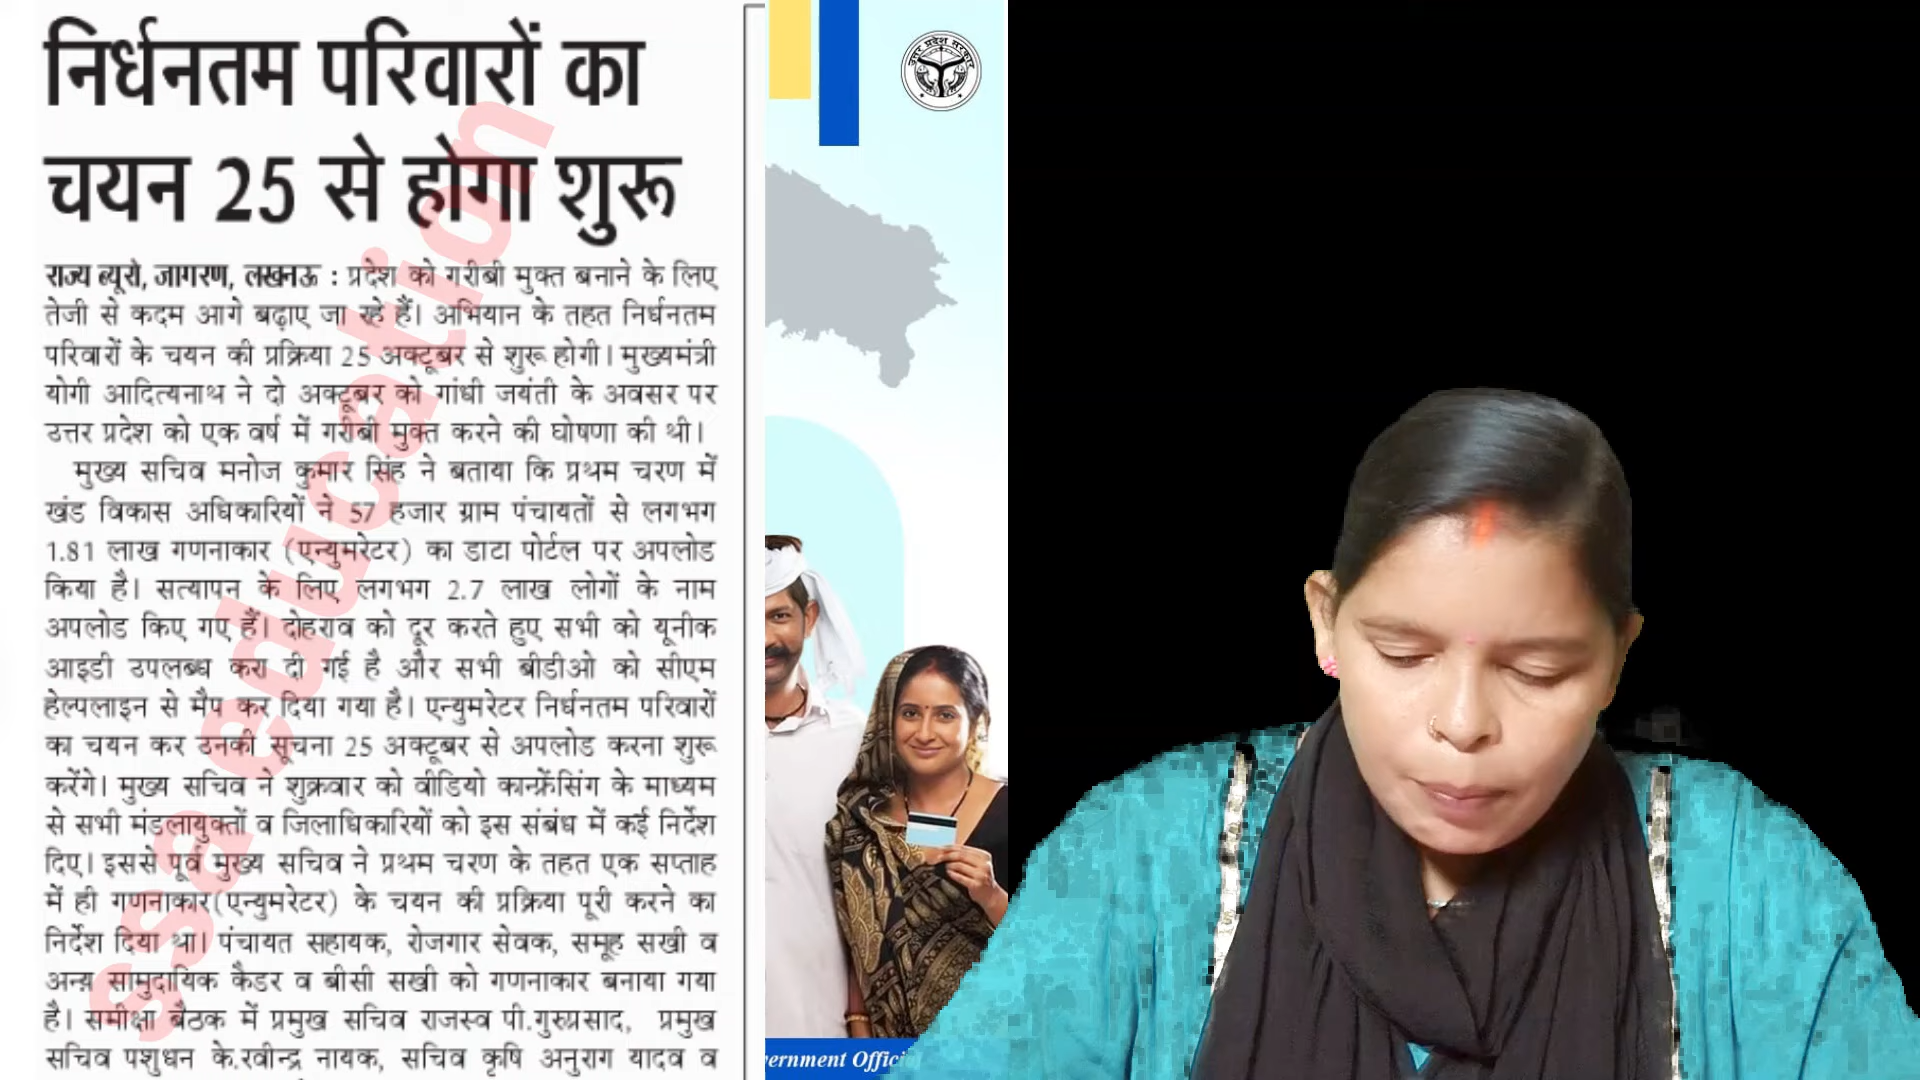 निर्धनतम परिवारों का
चयन 25 से होगा शुरू
राज्य ब्यूरो, जागरण, लखनऊ : प्रदेश को गरीबी मुक्त बनाने के लिए
तेजी से कदम आगे बढ़ाए जा रहे हैं। अभियान के तहत निर्धनतम
परिवारों के चयन की प्रक्रिया 25 अक्टूबर से शुरू होगी। मुख्यमंत्री
योगी आदित्यनाथ ने दो अक्टूबर को गांधी जयंती के अवसर पर
उत्तर प्रदेश को एक वर्ष में गरीबी मुक्त करने की घोषणा की थी।
मुख्य सचिव मनोज कुमार सिंह ने बताया कि प्रथम चरण में
खंड विकास अधिकारियों ने 57 हजार ग्राम पंचायतों से लगभग
1.81 लाख गणनाकार (एन्युमरेटर) का डाटा पोर्टल पर अपलोड
किया है। सत्यापन के लिए लगभग 2.7 लाख लोगों के नाम
अपलोड किए गए हैं। दोहराव को दूर करते हुए सभी को यूनीक
आइडी उपलब्ध करा दी गई है और सभी बीडीओ को सीएम
हेल्पलाइन से मैप कर दिया गया है। एन्युमरेटर निर्धनतम परिवारों
का चयन कर उनकी सूचना 25 अक्टूबर से अपलोड करना शुरू
करेंगे। मुख्य सचिव ने शुक्रवार को वीडियो कान्फ्रेंसिंग के माध्यम
से सभी मंडलायुक्तों व जिलाधिकारियों को इस संबंध में कई निर्देश
दिए। इससे पूर्व मुख्य सचिव ने प्रथम चरण के तहत एक सप्ताह
में ही गणनाकार(एन्युमरेटर) के चयन की प्रक्रिया पूरी करने का
निर्देश दिया था। पंचायत सहायक, रोजगार सेवक, समूह सखी व
अन्य सामुदायिक कैडर व बीसी सखी को गणनाकार बनाया गया
है। समीक्षा बैठक में प्रमुख सचिव राजस्व पी.गुरुप्रसाद, प्रमुख
सचिव पशुधन के.रवीन्द्र नायक, सचिव कृषि अनुराग यादव व
ssa education
उत्तर प्रदेश सरकार
ernment Offici